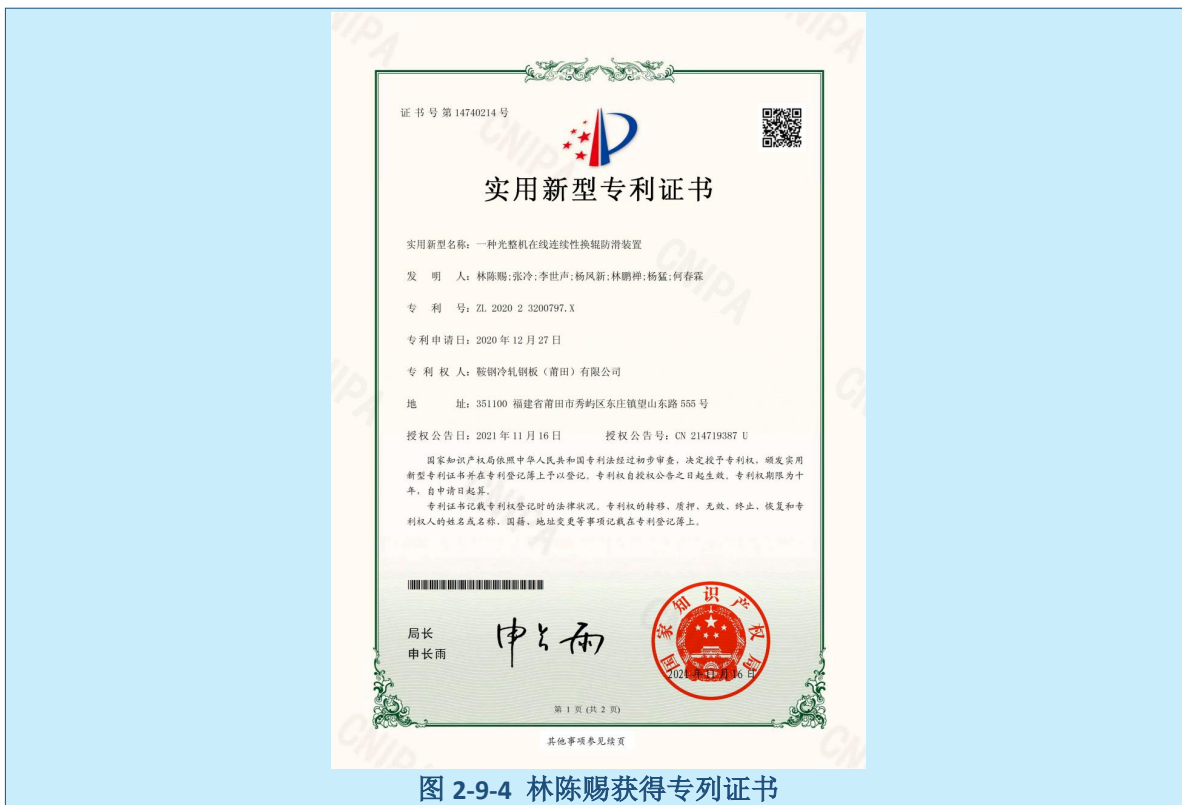 证书号第14740214号
实用新型专利证书
实用新型名称：一种光整机在线连续性换辊防滑装置
发明人：林陈赐;张冷;李世声;杨凤新;林鹏禅;杨猛;何春霖
专利号：ZL 2020 2 3200797.X
专利申请日：2020年12月27日
专利权人：鞍钢冷轧钢板（莆田）有限公司
地址：351100 福建省莆田市秀屿区东庄镇望山东路555号
授权公告日：2021年11月16日 授权公告号：CN 214719387 U
国家知识产权局依照中华人民共和国专利法经过初步审查，决定授予专利权，颁发实用
新型专利证书并在专利登记簿上予以登记。专利权自授权公告之日起生效。专利权期限为十
年，自申请日起算。
专利证书记载专利权登记时的法律状况。专利权的转移、质押、无效、终止、恢复和专
利权人的姓名或名称、国籍、地址变更等事项记载在专利登记簿上。
局长
申长雨
申长雨
国家知识产权局
2021年11月16日
第 1 页 (共 2 页)
其他事项参见续页
CNIPA
图 2-9-4 林陈赐获得专列证书